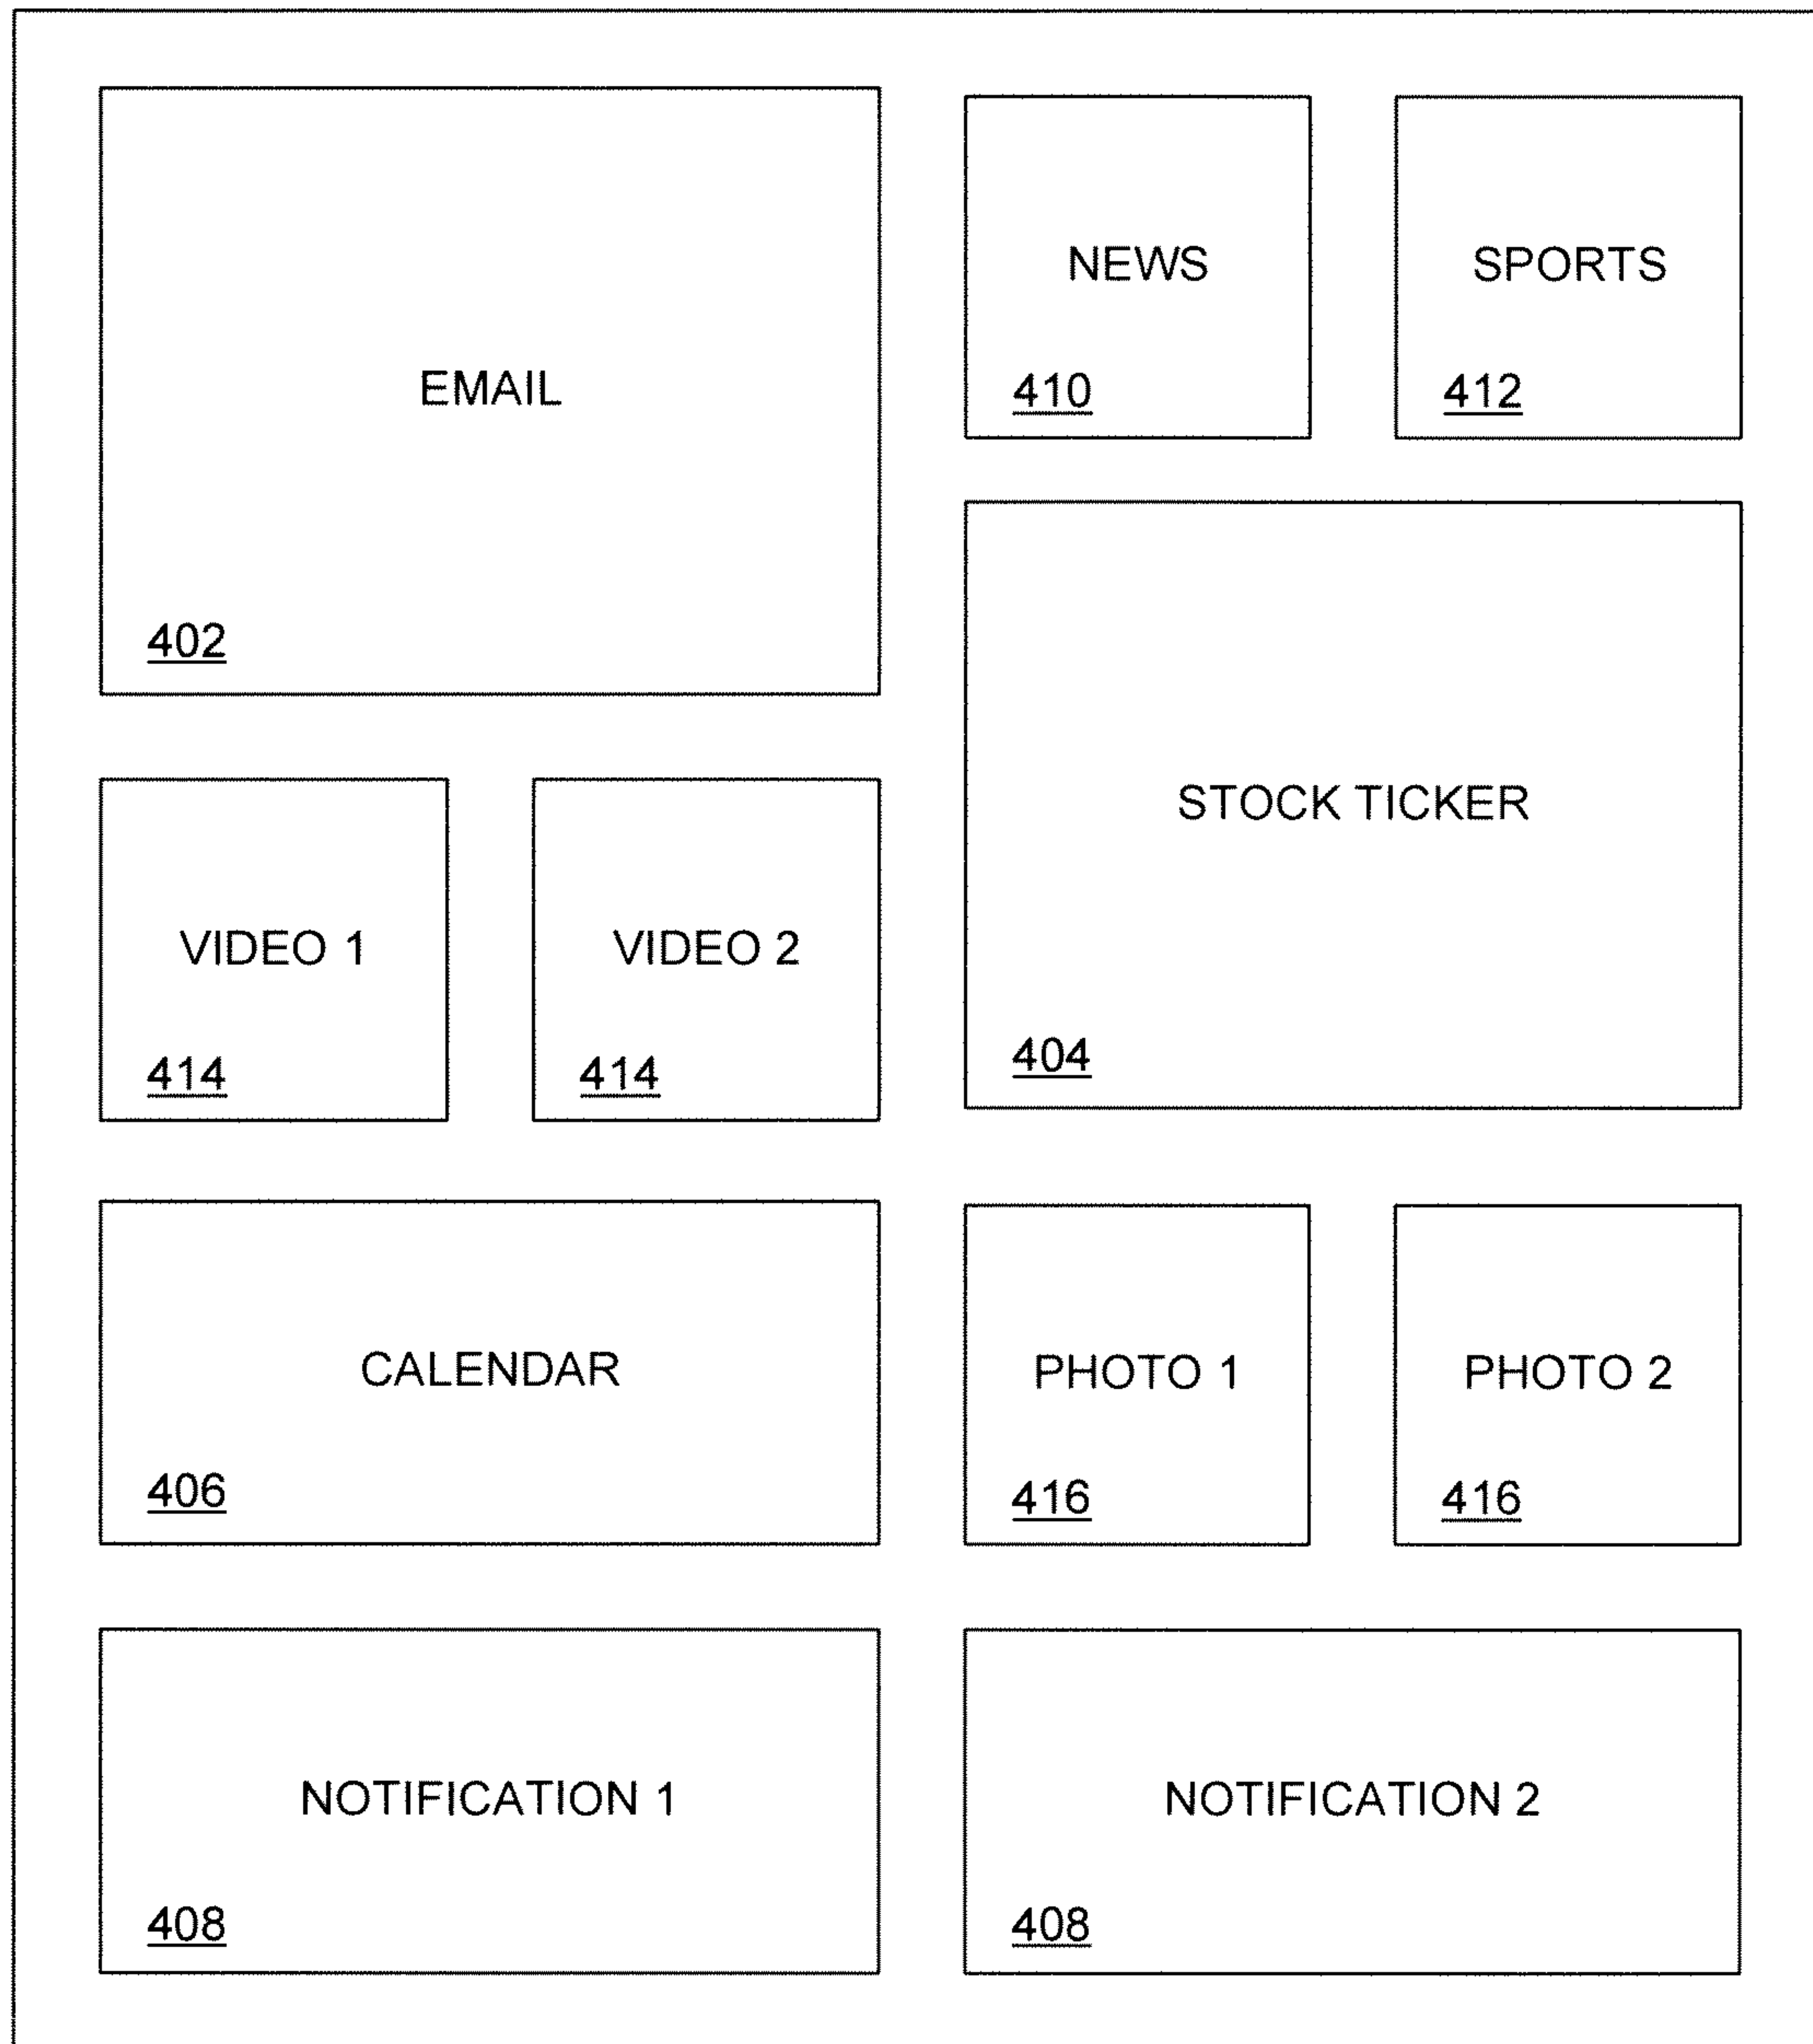 EMAIL
402
NEWS
410
SPORTS
412
STOCK TICKER
404
VIDEO 1
414
VIDEO 2
414
CALENDAR
406
PHOTO 1
416
PHOTO 2
416
NOTIFICATION 1
408
NOTIFICATION 2
408